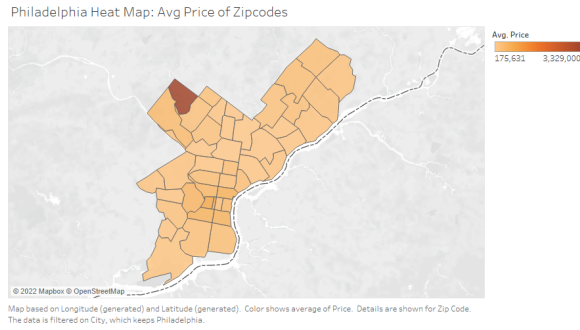 Philadelphia Heat Map: Avg Price of Zipcodes
Avg. Price
175,631 3,329,000
© 2022 Mapbox © OpenStreetMap
Map based on Longitude (generated) and Latitude (generated). Color shows average of Price. Details are shown for Zip Code.
The data is filtered on City, which keeps Philadelphia.